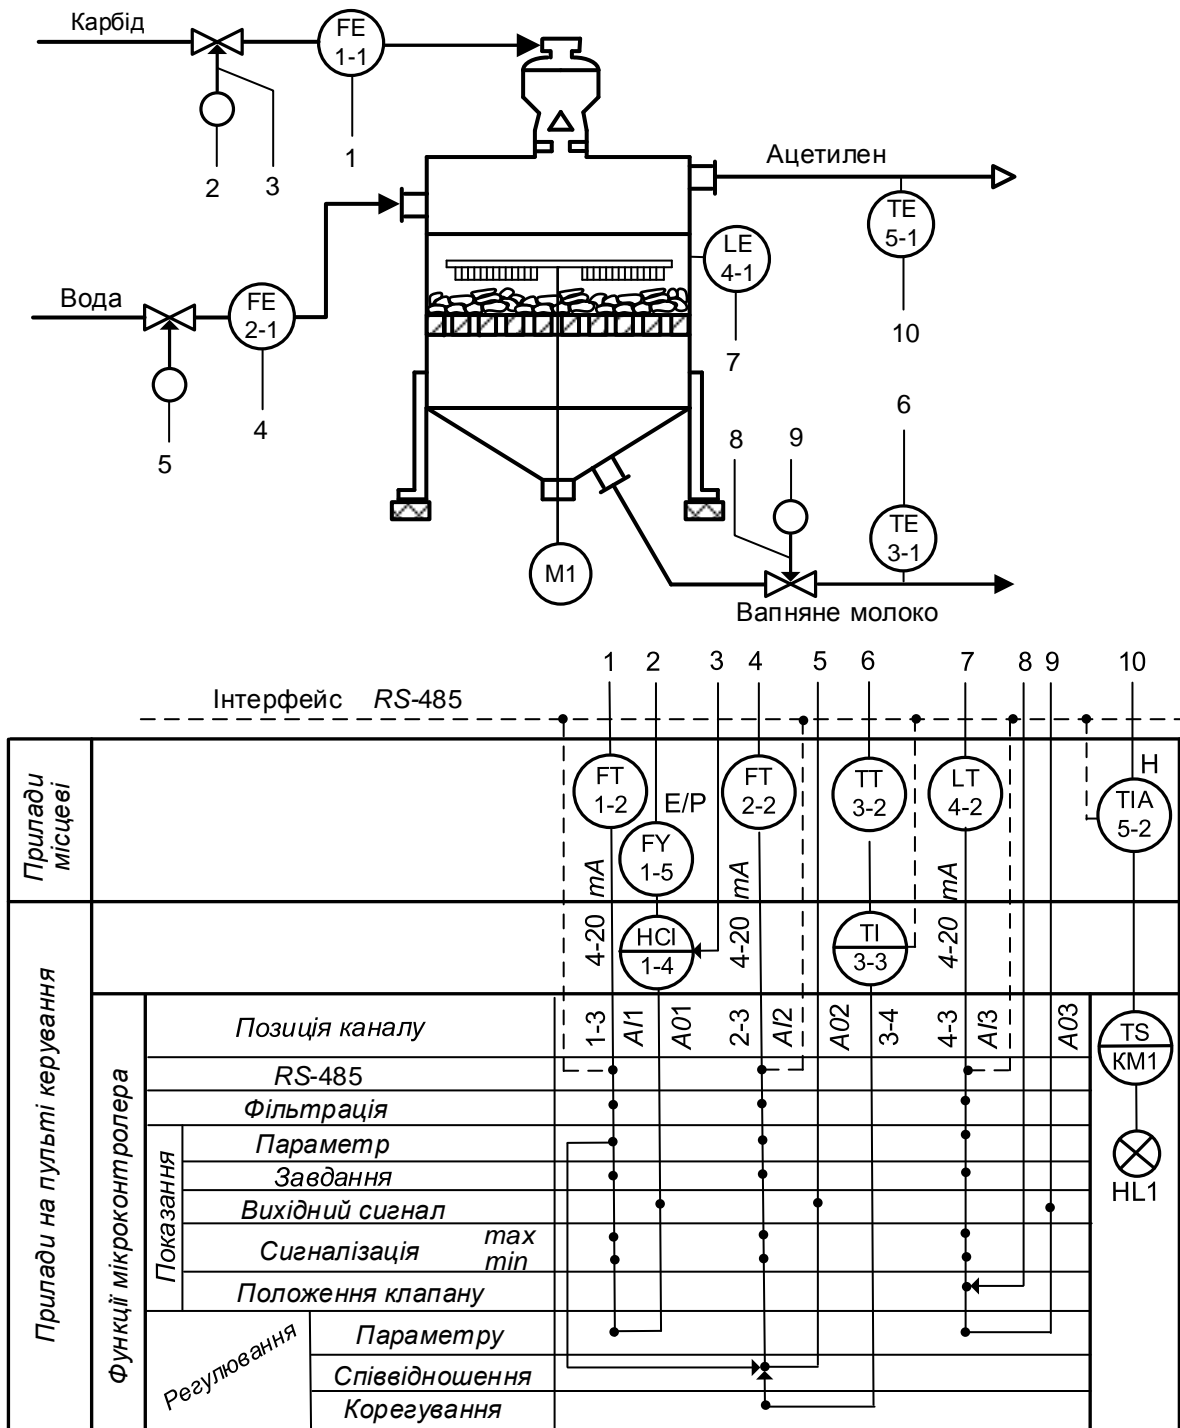 Карбід
FE
1-1
1
2
3
Ацетилен
TE
5-1
10
LE
4-1
7
Вода
FE
2-1
4
5
6
8
9
TE
3-1
M1
Вапняне молоко
1 2 3 4 5 6 7 8 9 10
Інтерфейс RS-485
Прилади місцеві
FT
1-2
E/P
FY
1-5
FT
2-2
TT
3-2
LT
4-2
H
TIA
5-2
4-20 mA
4-20 mA
4-20 mA
Прилади на пульті керування
HCI
1-4
TI
3-3
Функції мікроконтролера
Позиція каналу
1-3 AI1 A01 2-3 AI2 A02 3-4 4-3 AI3 A03
TS
КМ1
HL1
RS-485
Фільтрація
Показання
Параметр
Завдання
Вихідний сигнал
Сигналізація max
min
Положення клапану
Регулювання
Параметру
Співвідношення
Корегування